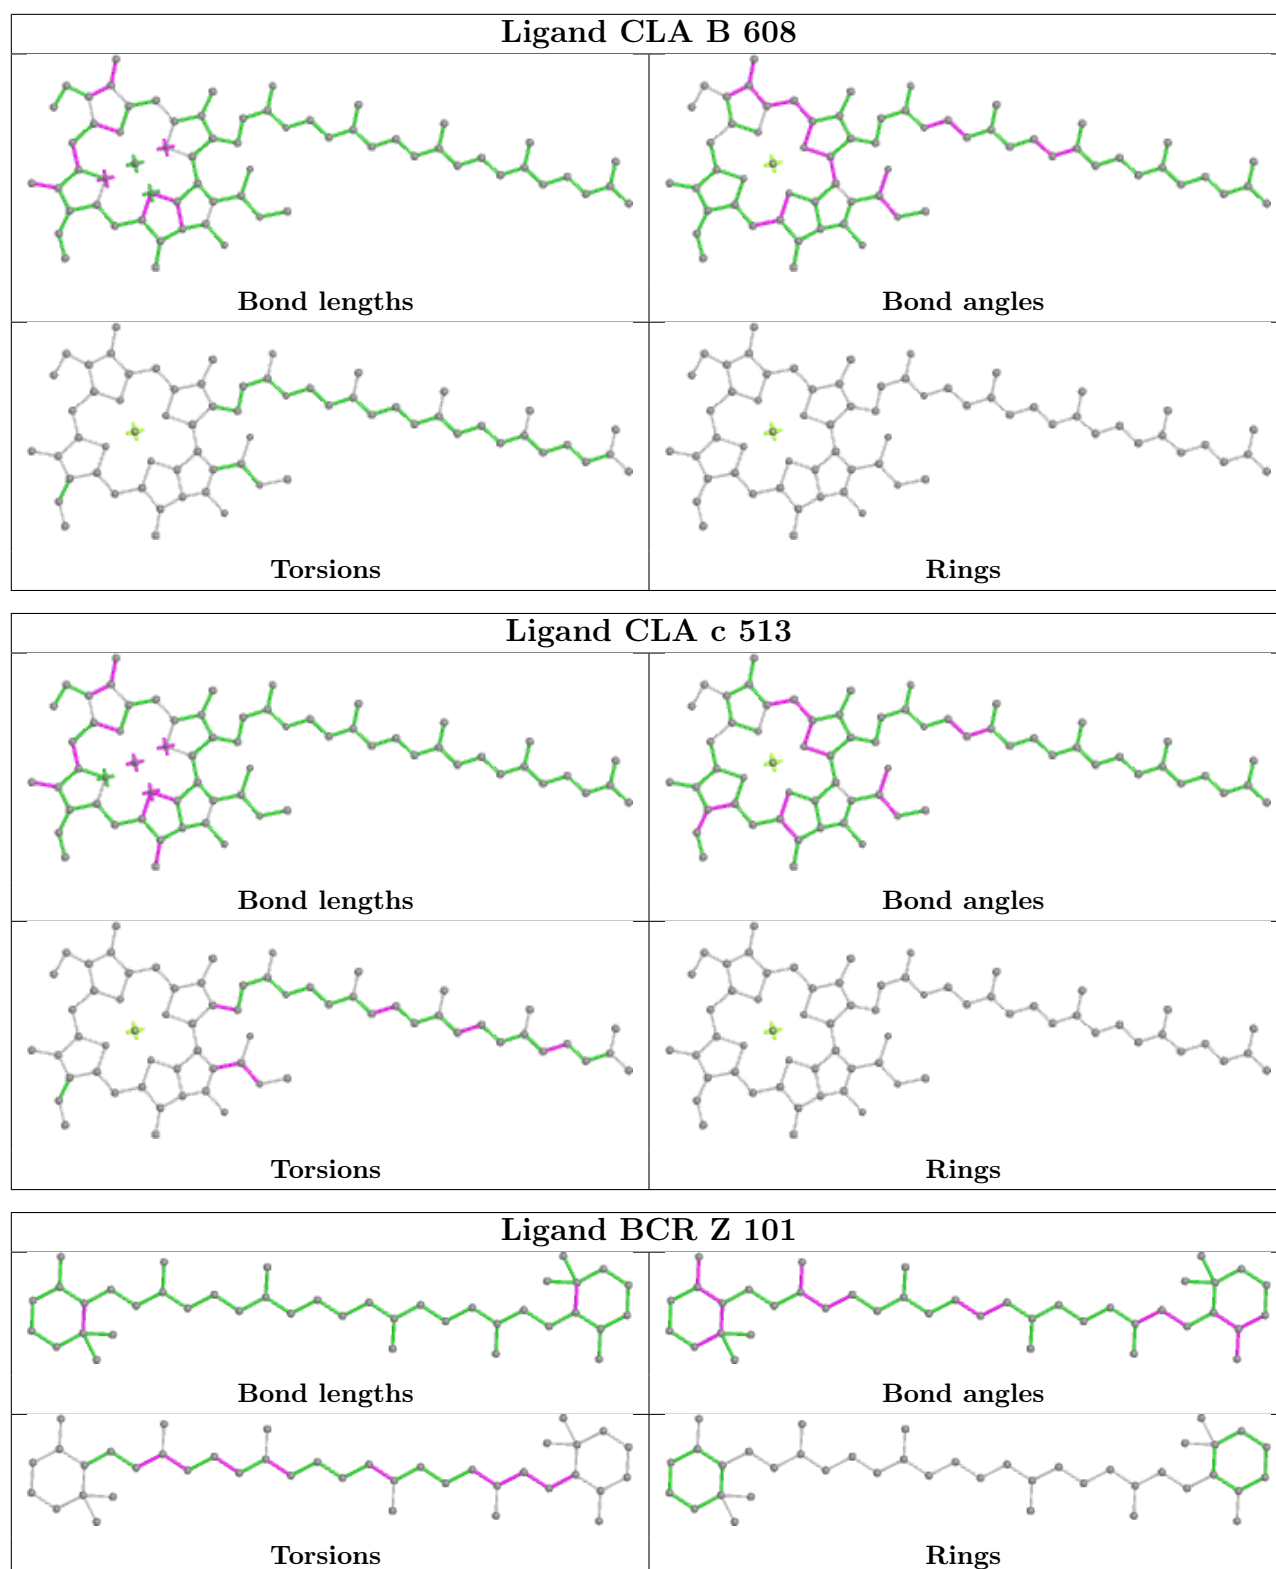 Ligand CLA B 608
Bond lengths
Bond angles
Torsions
Rings
Ligand CLA c 513
Bond lengths
Bond angles
Torsions
Rings
Ligand BCR Z 101
Bond lengths
Bond angles
Torsions
Rings